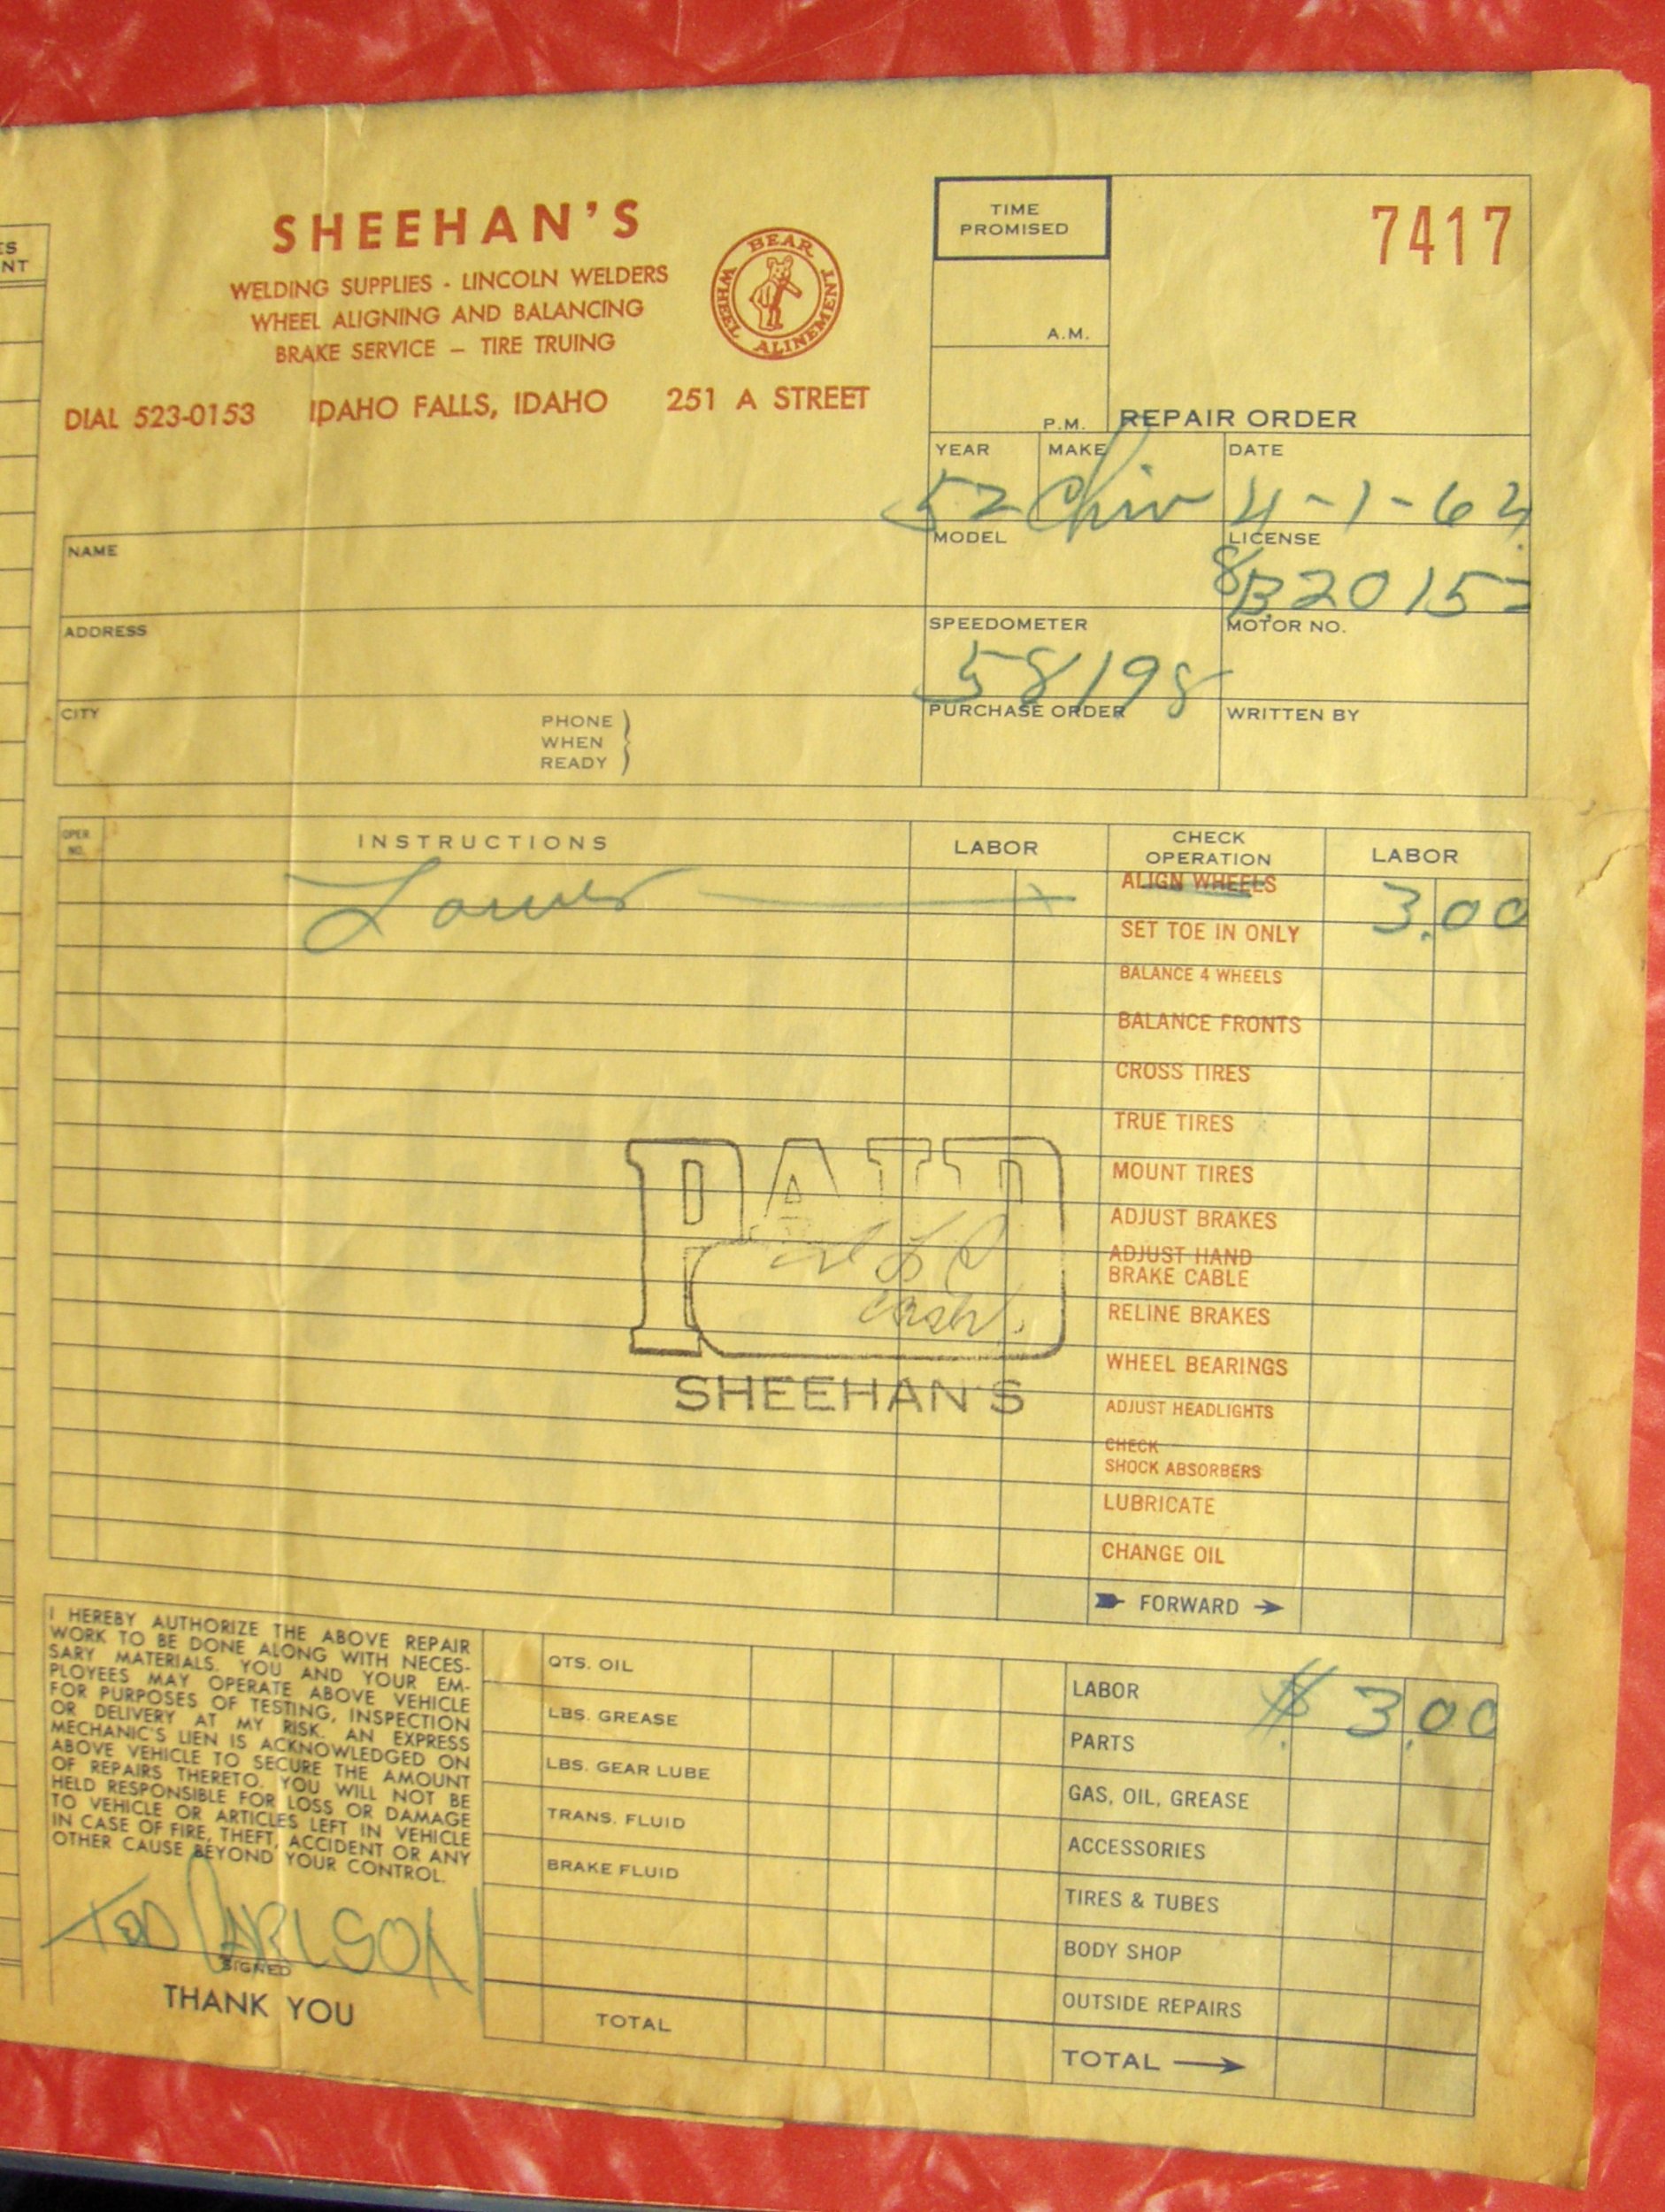 ES
NT
SHEEHAN'S
WELDING SUPPLIES - LINCOLN WELDERS
WHEEL ALIGNING AND BALANCING
BRAKE SERVICE – TIRE TRUING
BEAR
WHEEL ALINEMENT
DIAL 523-0153 IDAHO FALLS, IDAHO 251 A STREET
TIME
PROMISED
7417
A.M.
P.M.
REPAIR ORDER
YEAR MAKE DATE
52 Chev 4-1-63
NAME
MODEL LICENSE
8B 20152
ADDRESS
SPEEDOMETER MOTOR NO.
58198
CITY
PHONE
WHEN
READY
PURCHASE ORDER WRITTEN BY
OPER. NO.
INSTRUCTIONS LABOR CHECK OPERATION LABOR
Lower ALIGN WHEELS 3.00
SET TOE IN ONLY
BALANCE 4 WHEELS
BALANCE FRONTS
CROSS TIRES
TRUE TIRES
MOUNT TIRES
ADJUST BRAKES
ADJUST HAND
BRAKE CABLE
RELINE BRAKES
WHEEL BEARINGS
ADJUST HEADLIGHTS
CHECK
SHOCK ABSORBERS
LUBRICATE
CHANGE OIL
FORWARD
PAID
cash
SHEEHAN'S
I HEREBY AUTHORIZE THE ABOVE REPAIR
WORK TO BE DONE ALONG WITH NECES-
SARY MATERIALS. YOU AND YOUR EM-
PLOYEES MAY OPERATE ABOVE VEHICLE
FOR PURPOSES OF TESTING, INSPECTION
OR DELIVERY AT MY RISK. AN EXPRESS
MECHANIC'S LIEN IS ACKNOWLEDGED ON
ABOVE VEHICLE TO SECURE THE AMOUNT
OF REPAIRS THERETO. YOU WILL NOT BE
HELD RESPONSIBLE FOR LOSS OR DAMAGE
TO VEHICLE OR ARTICLES LEFT IN VEHICLE
IN CASE OF FIRE, THEFT, ACCIDENT OR ANY
OTHER CAUSE BEYOND YOUR CONTROL.
TED CARLSON
SIGNED
THANK YOU
QTS. OIL
LBS. GREASE
LBS. GEAR LUBE
TRANS. FLUID
BRAKE FLUID
TOTAL
LABOR $ 3.00
PARTS
GAS, OIL, GREASE
ACCESSORIES
TIRES & TUBES
BODY SHOP
OUTSIDE REPAIRS
TOTAL